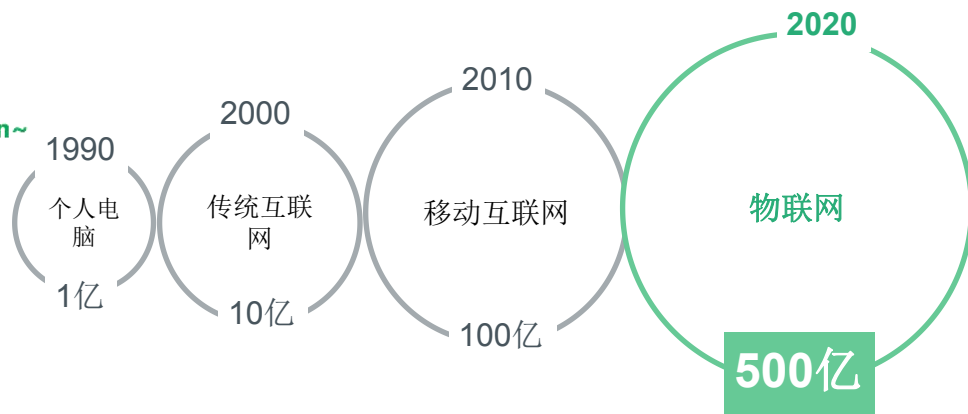 n~
1990
个人电
脑
1亿
2000
传统互联
网
10亿
2010
移动互联网
100亿
2020
物联网
500亿